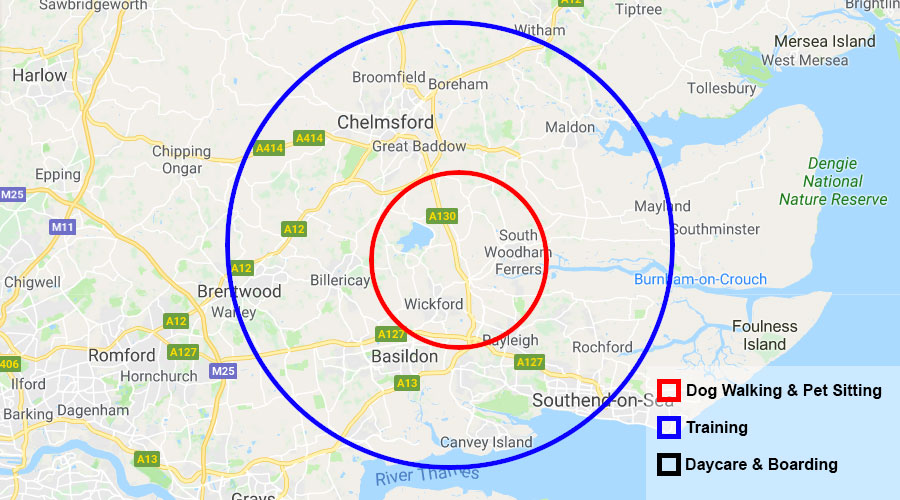 Sawbridgeworth
A12
Tiptree
Brightlin
Witham
Mersea Island
West Mersea
Harlow
Broomfield
Boreham
Tollesbury
Chelmsford
Maldon
A414
A414
Great Baddow
Chipping
Ongar
Epping
Dengie
National
Nature Reserve
M25
Mayland
A130
M11
A12
Southminster
South
Woodham
Ferrers
A12
Chigwell
Billericay
Burnham-on-Crouch
Brentwood
Warley
Wickford
A12
Foulness
Island
A127
Rayleigh
Rochford
A127
Romford
Basildon
406
M25
A127
Hornchurch
Ilford
A13
Dog Walking & Pet Sitting
Southend-on-Sea
Barking
Dagenham
Training
Canvey Island
A13
Daycare & Boarding
River Thames
Grays